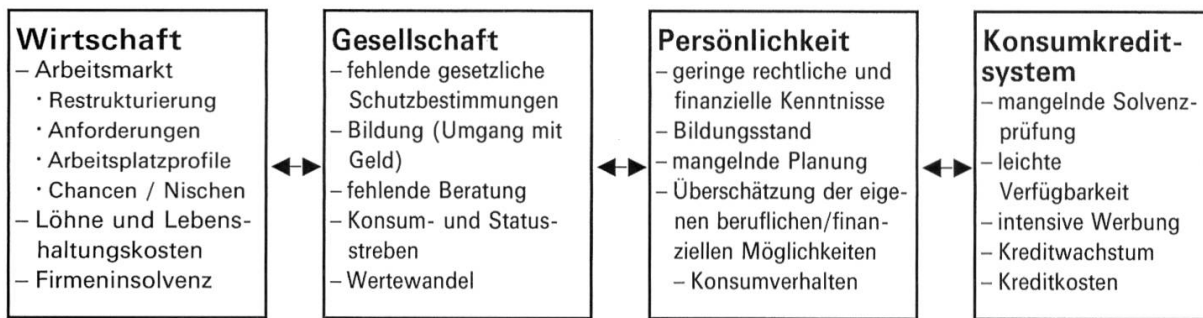 Wirtschaft
– Arbeitsmarkt
· Restrukturierung
· Anforderungen
· Arbeitsplatzprofile
· Chancen / Nischen
– Löhne und Lebens-
haltungskosten
– Firmeninsolvenz
Gesellschaft
– fehlende gesetzliche
Schutzbestimmungen
– Bildung (Umgang mit
Geld)
– fehlende Beratung
– Konsum- und Status-
streben
– Wertewandel
Persönlichkeit
– geringe rechtliche und
finanzielle Kenntnisse
– Bildungsstand
– mangelnde Planung
– Überschätzung der eige-
nen beruflichen/finan-
ziellen Möglichkeiten
– Konsumverhalten
Konsumkredit-
system
– mangelnde Solvenz-
prüfung
– leichte
Verfügbarkeit
– intensive Werbung
– Kreditwachstum
– Kreditkosten